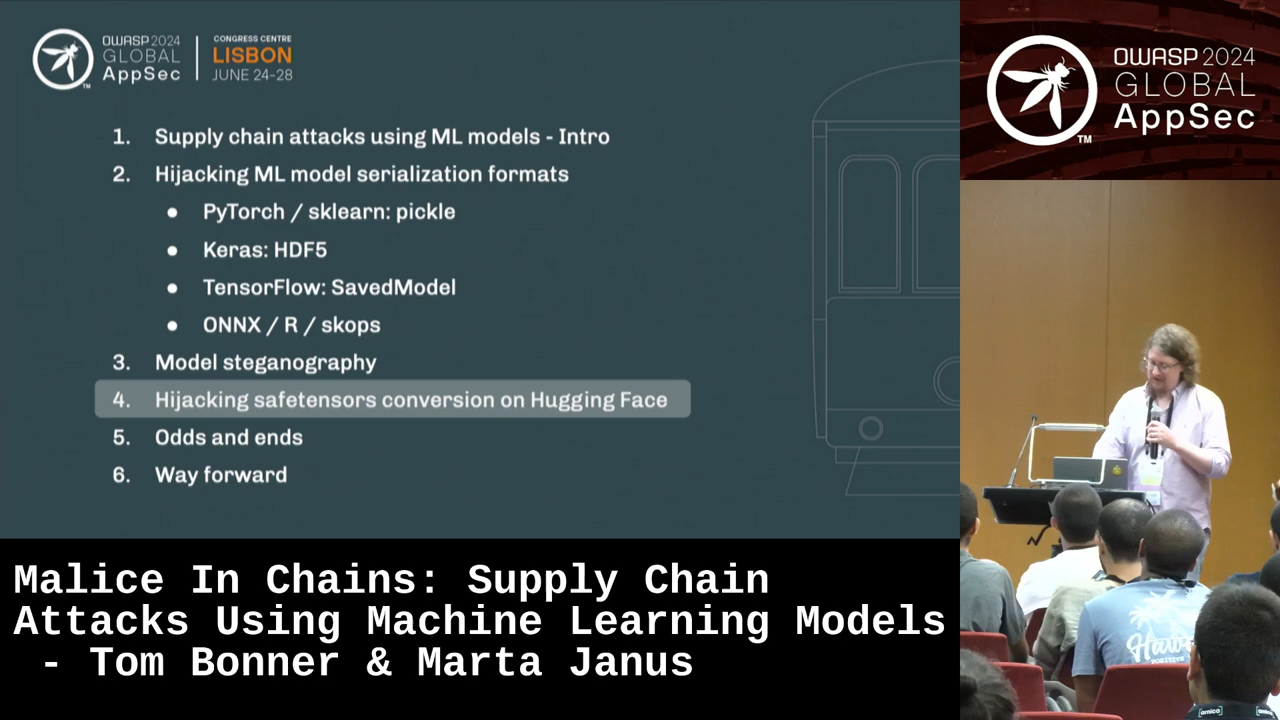 OWASP 2024
GLOBAL
AppSec
TM
CONGRESS CENTRE
LISBON
JUNE 24-28
1. Supply chain attacks using ML models - Intro
2. Hijacking ML model serialization formats
● PyTorch / sklearn: pickle
● Keras: HDF5
● TensorFlow: SavedModel
● ONNX / R / skops
3. Model steganography
4. Hijacking safetensors conversion on Hugging Face
5. Odds and ends
6. Way forward
OWASP 2024
GLOBAL
AppSec
TM
Malice In Chains: Supply Chain
Attacks Using Machine Learning Models
- Tom Bonner & Marta Janus
arnica